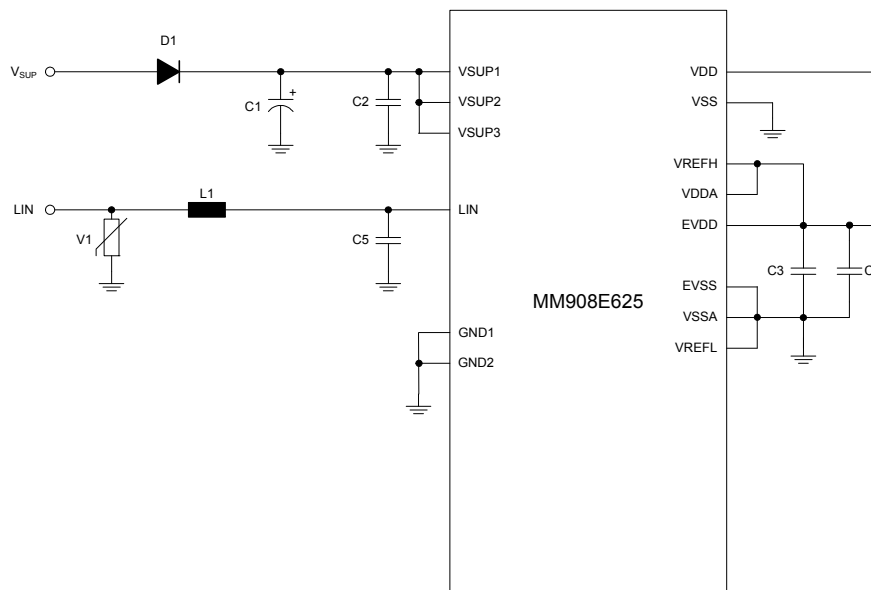 D1
VSUP
C1
+
C2
VSUP1
VSUP2
VSUP3
VDD
VSS
VREFH
VDDA
EVDD
LIN
V1
L1
C5
LIN
MM908E625
C3
C
EVSS
VSSA
VREFL
GND1
GND2